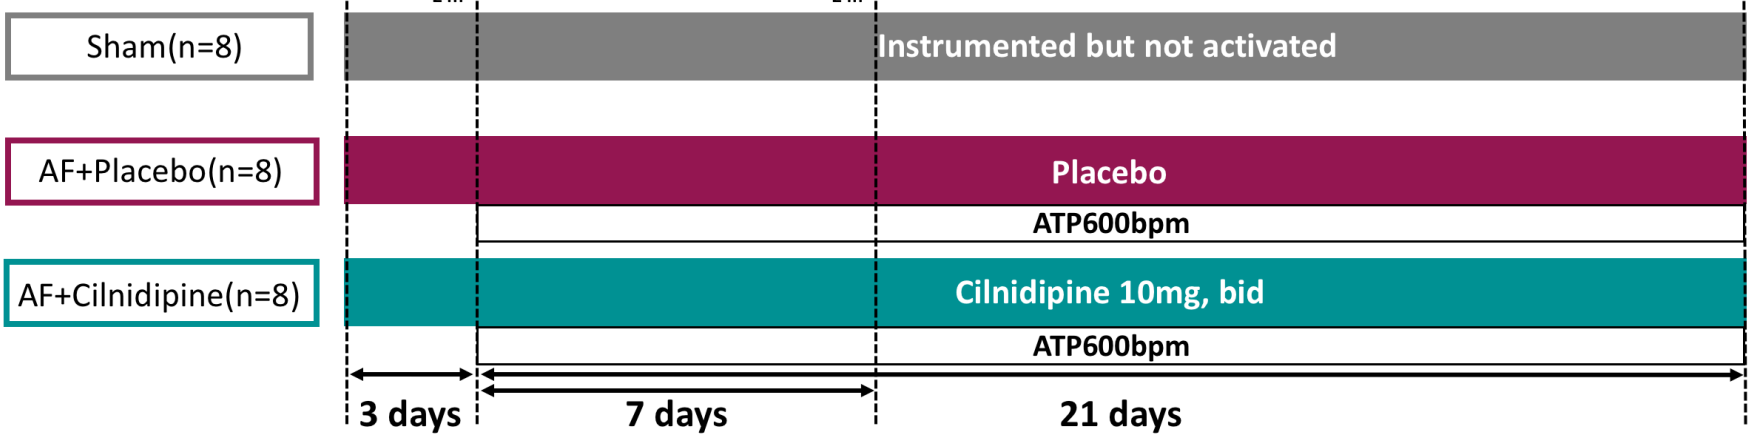 Sham(n=8)
Instrumented but not activated
AF+Placebo(n=8)
Placebo
ATP600bpm
AF+Cilnidipine(n=8)
Cilnidipine 10mg, bid
ATP600bpm
3 days
7 days
21 days